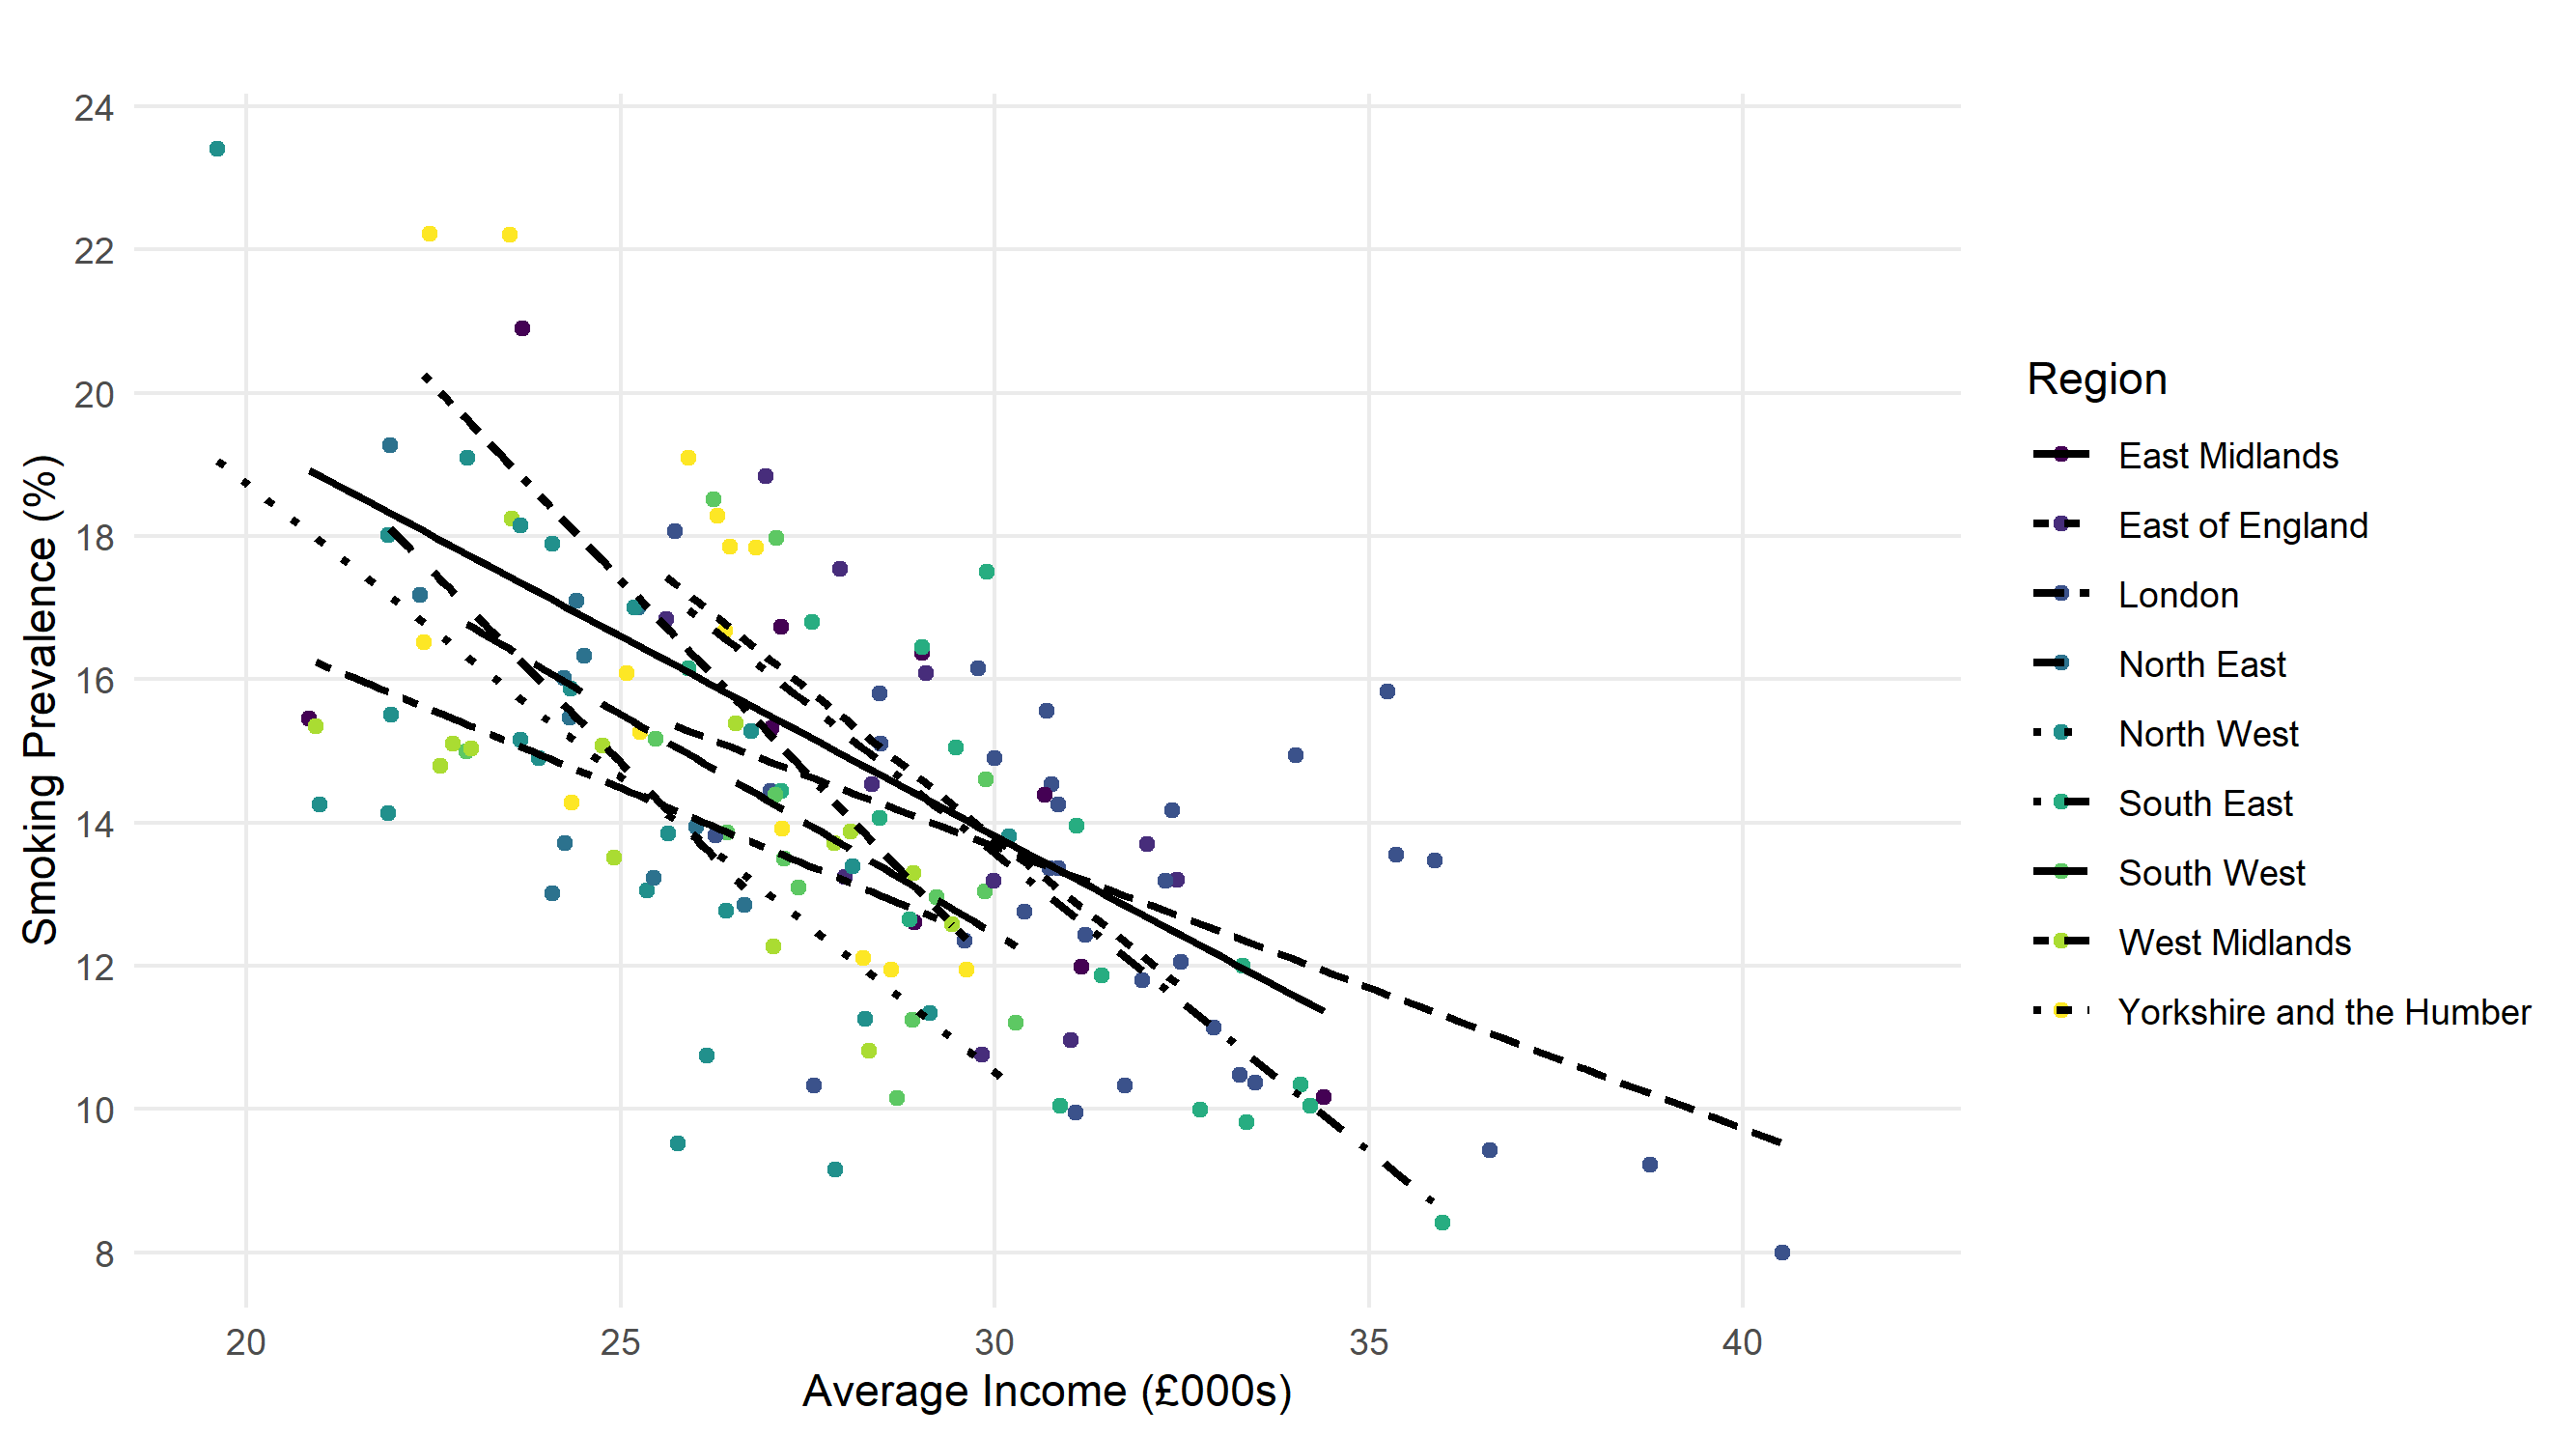 24
22
20
18
16
14
12
10
8
Smoking Prevalence (%)
20 25 30 35 40
Average Income (£000s)
Region
East Midlands
East of England
London
North East
North West
South East
South West
West Midlands
Yorkshire and the Humber